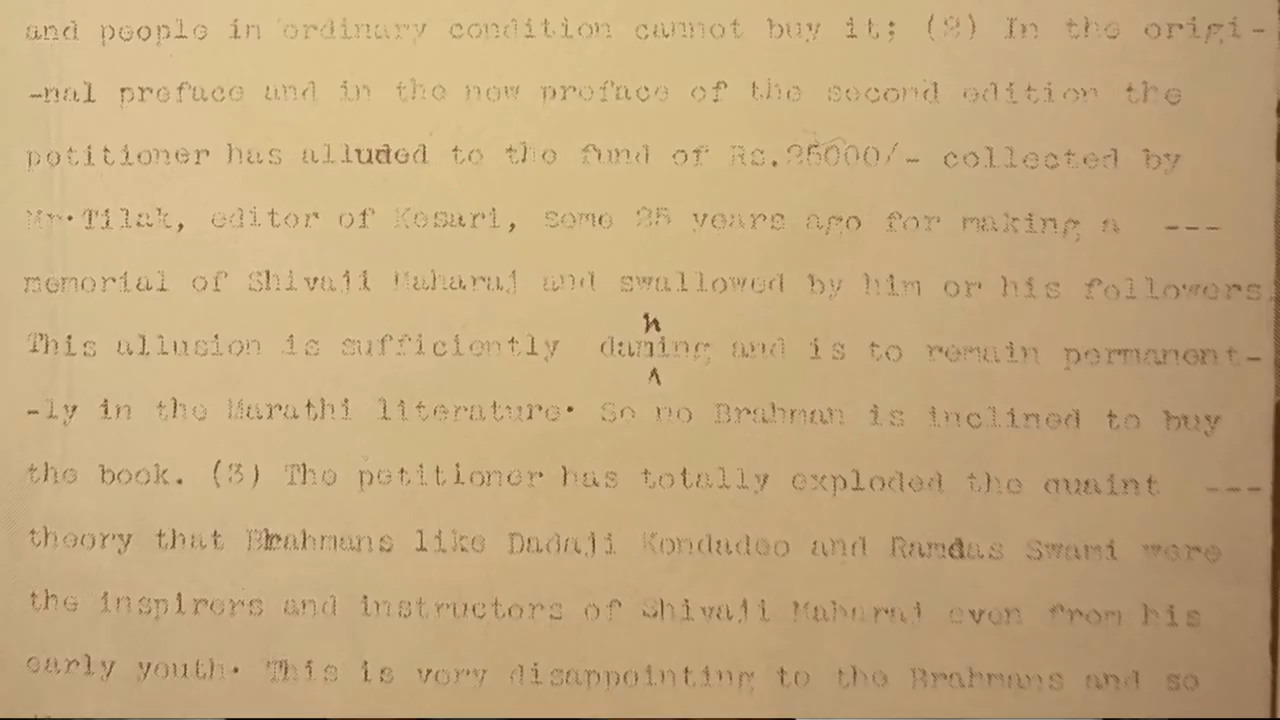 and people in ordinary condition cannot buy it; (2) In the origi-
-nal preface and in the new preface of the second edition the
petitioner has alluded to the fund of Rs.25000/- collected by
Mr.Tilak, editor of Kesari, some 25 years ago for making a ---
memorial of Shivaji Maharaj and swallowed by him or his followers.
This allusion is sufficiently damning and is to remain permanent-
-ly in the Marathi literature. So no Brahman is inclined to buy
the book. (3) The petitioner has totally exploded the quaint ---
theory that Brahmans like Dadaji Kondadeo and Ramdas Swami were
the inspirers and instructors of Shivaji Maharaj even from his
early youth. This is very disappointing to the Brahmans and so